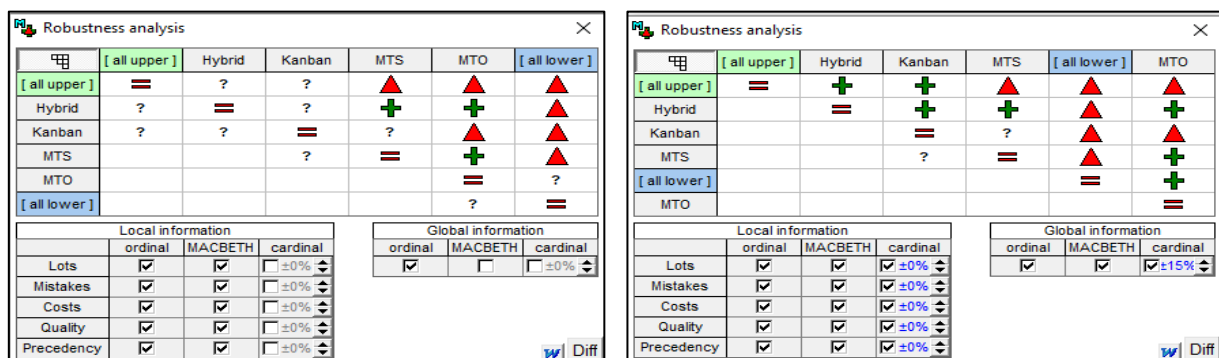 Robustness analysis
[ all upper ] Hybrid Kanban MTS MTO [ all lower ]
[ all upper ] = ? ?
Hybrid ? = ? + +
Kanban ? ? = ?
MTS ? = +
MTO = ?
[ all lower ] ? =
Local information
ordinal MACBETH cardinal
Lots ±0%
Mistakes ±0%
Costs ±0%
Quality ±0%
Precedency ±0%
Global information
ordinal MACBETH cardinal
±0%
Diff
Robustness analysis
[ all upper ] Hybrid Kanban MTS [ all lower ] MTO
[ all upper ] = + +
Hybrid = + + +
Kanban = ?
MTS ? = +
[ all lower ] = +
MTO =
Local information
ordinal MACBETH cardinal
Lots ±0%
Mistakes ±0%
Costs ±0%
Quality ±0%
Precedency ±0%
Global information
ordinal MACBETH cardinal
±15%
Diff